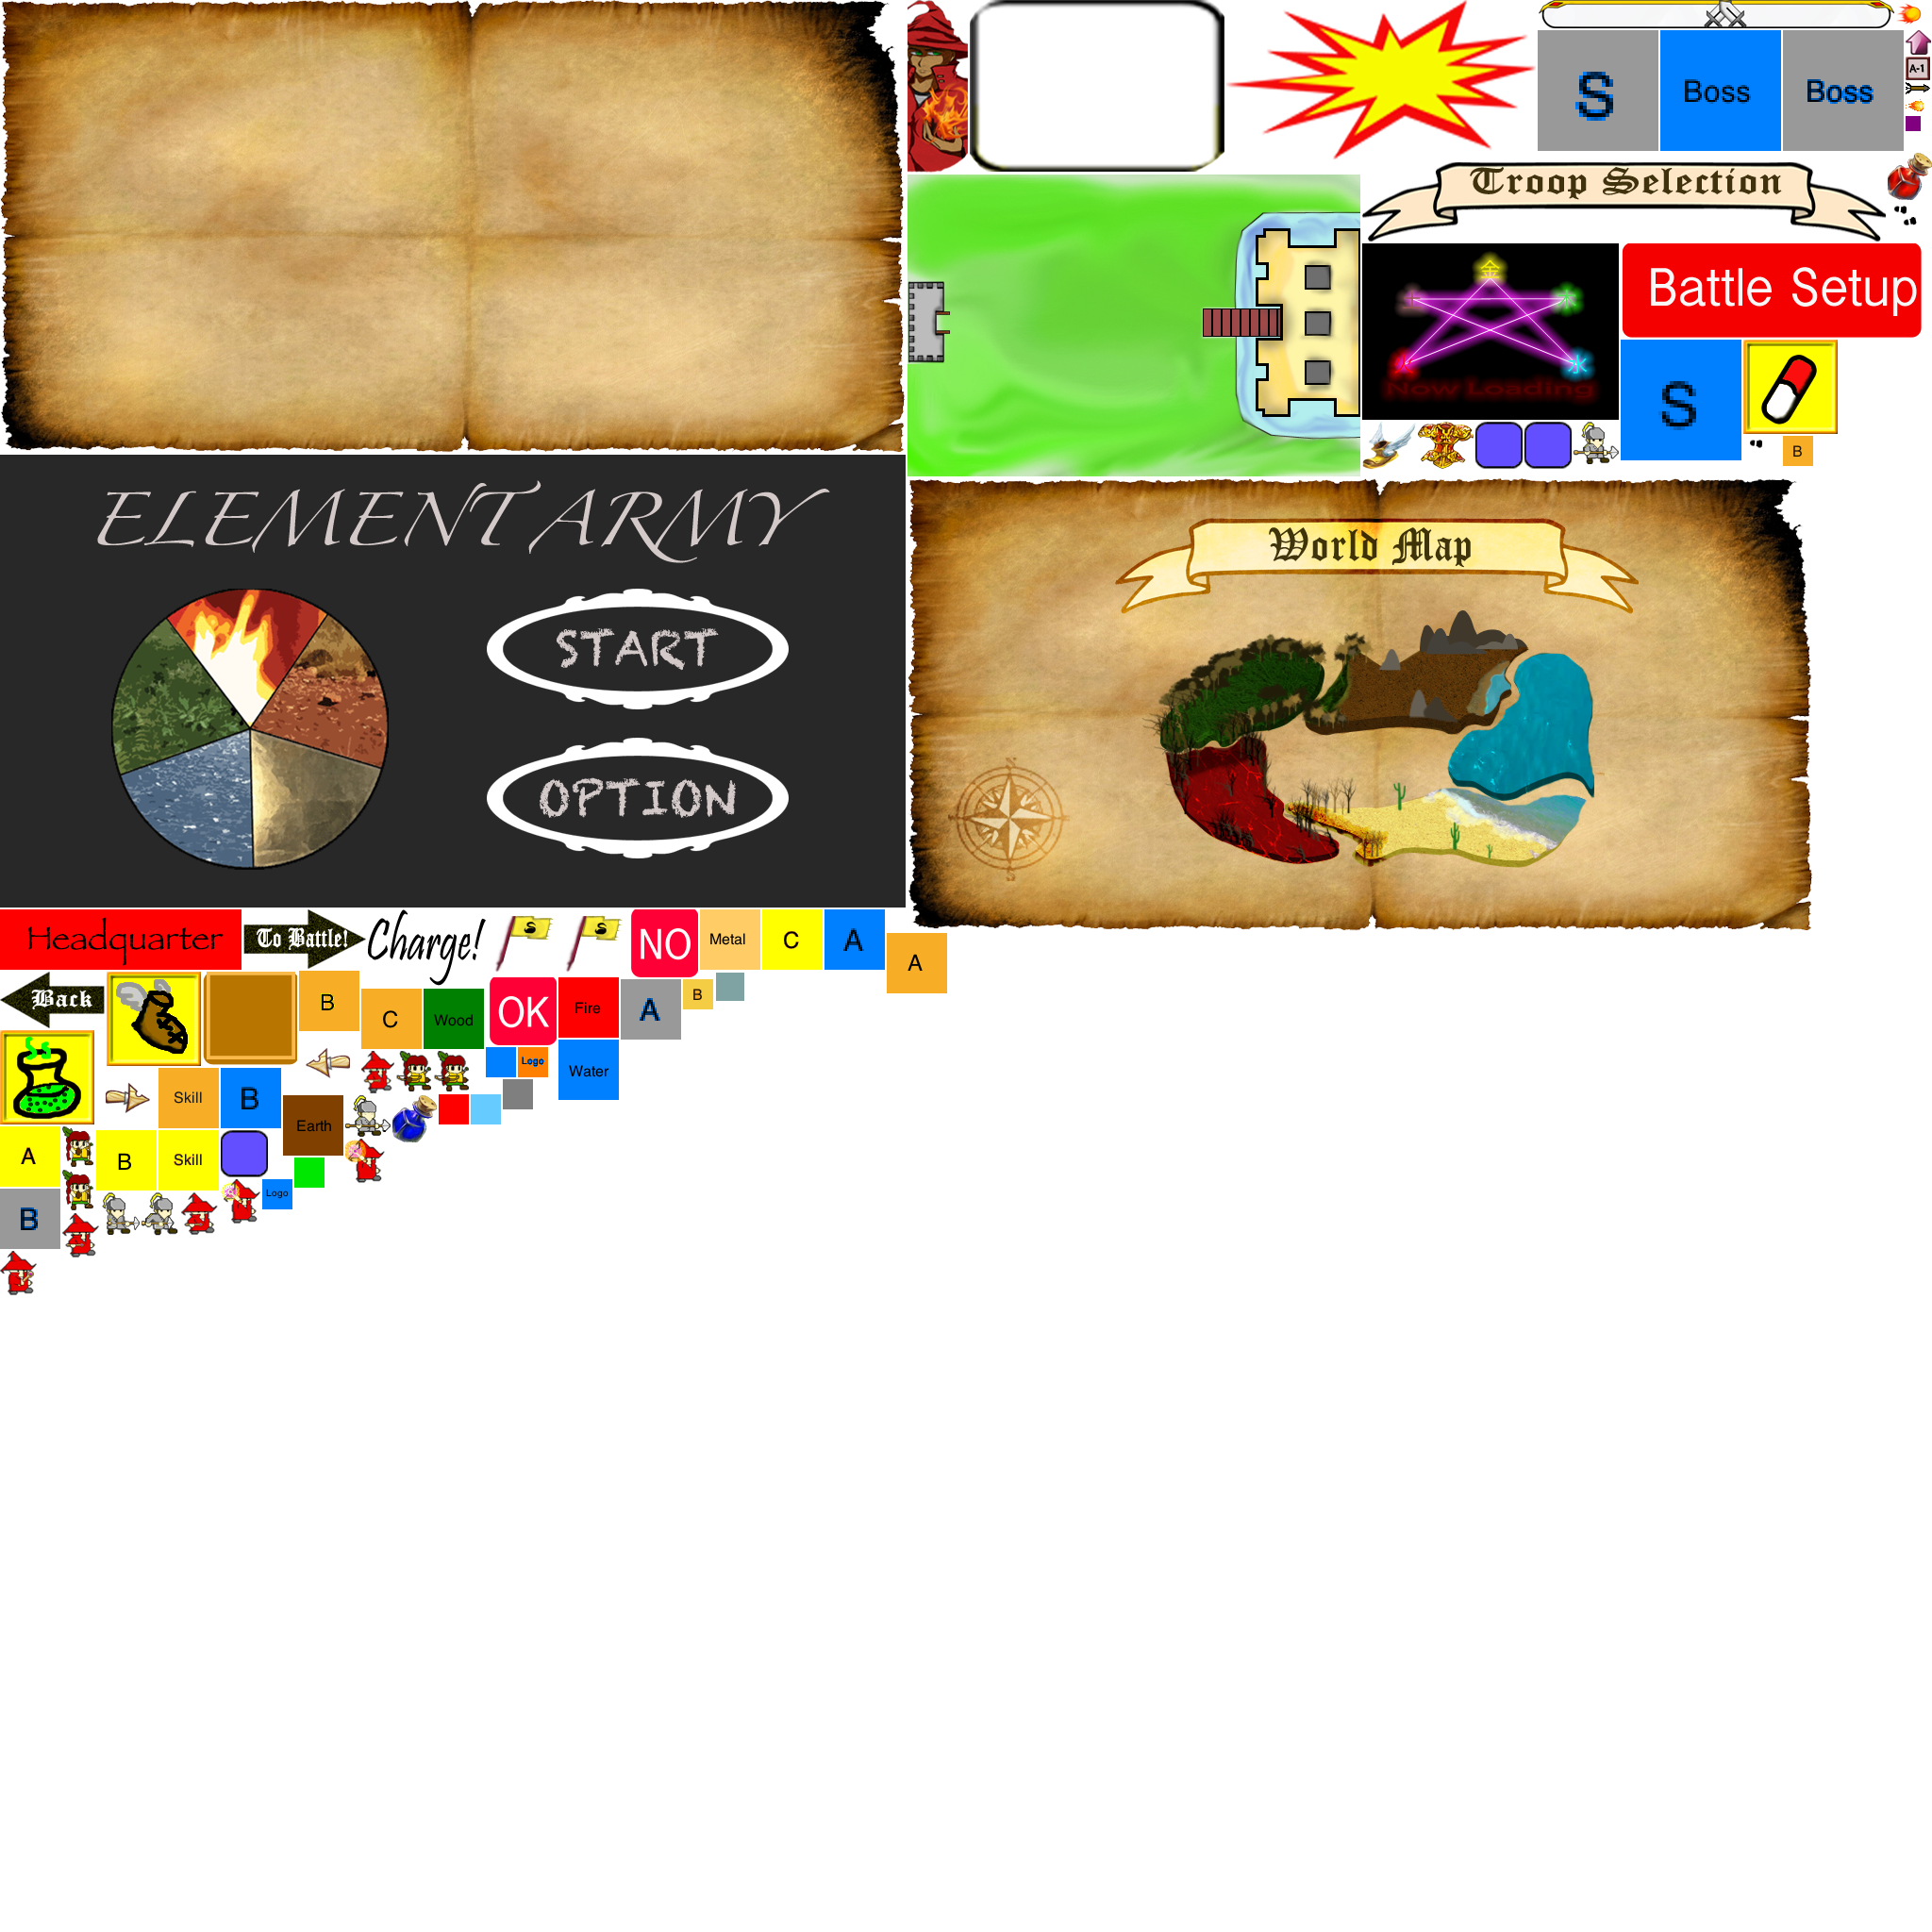 S
Boss
Boss
A-1
Troop Selection
金
Battle Setup
Now Loading
S
B
ELEMENT ARMY
START
OPTION
World Map
Headquarter
To Battle!
Charge!
NO
Metal
C
A
A
Back
B
C
Wood
OK
Fire
A
B
Logo
Water
Skill
B
Earth
A
B
Skill
Logo
B